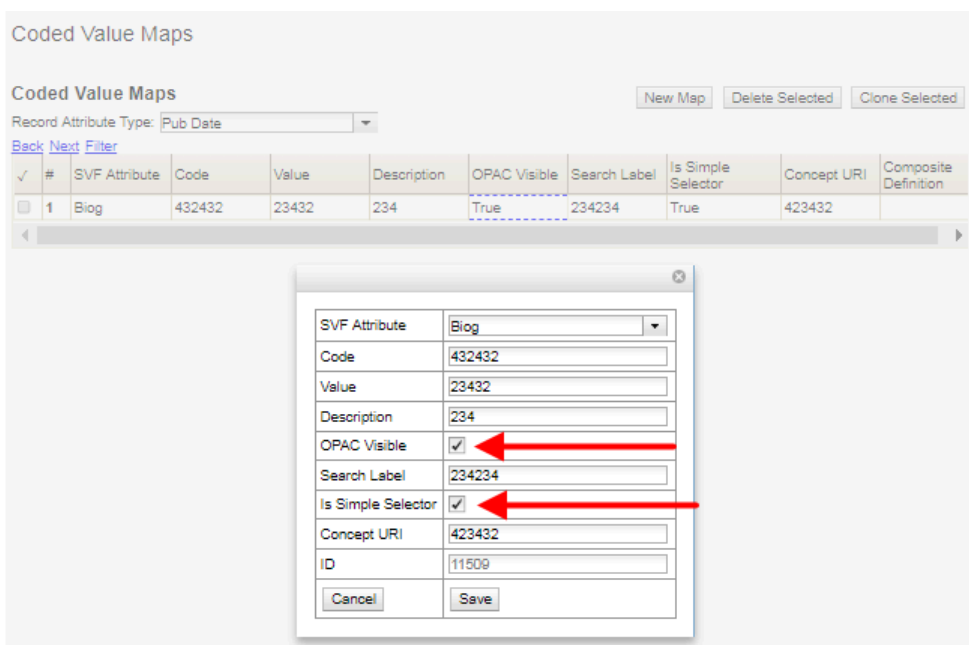 Coded Value Maps
Coded Value Maps New Map Delete Selected Clone Selected
Record Attribute Type: Pub Date
Back Next Filter
✓ # SVF Attribute Code Value Description OPAC Visible Search Label Is Simple Selector Concept URI Composite Definition
1 Biog 432432 23432 234 True 234234 True 423432
SVF Attribute Biog
Code 432432
Value 23432
Description 234
OPAC Visible ✓
Search Label 234234
Is Simple Selector ✓
Concept URI 423432
ID 11509
Cancel Save